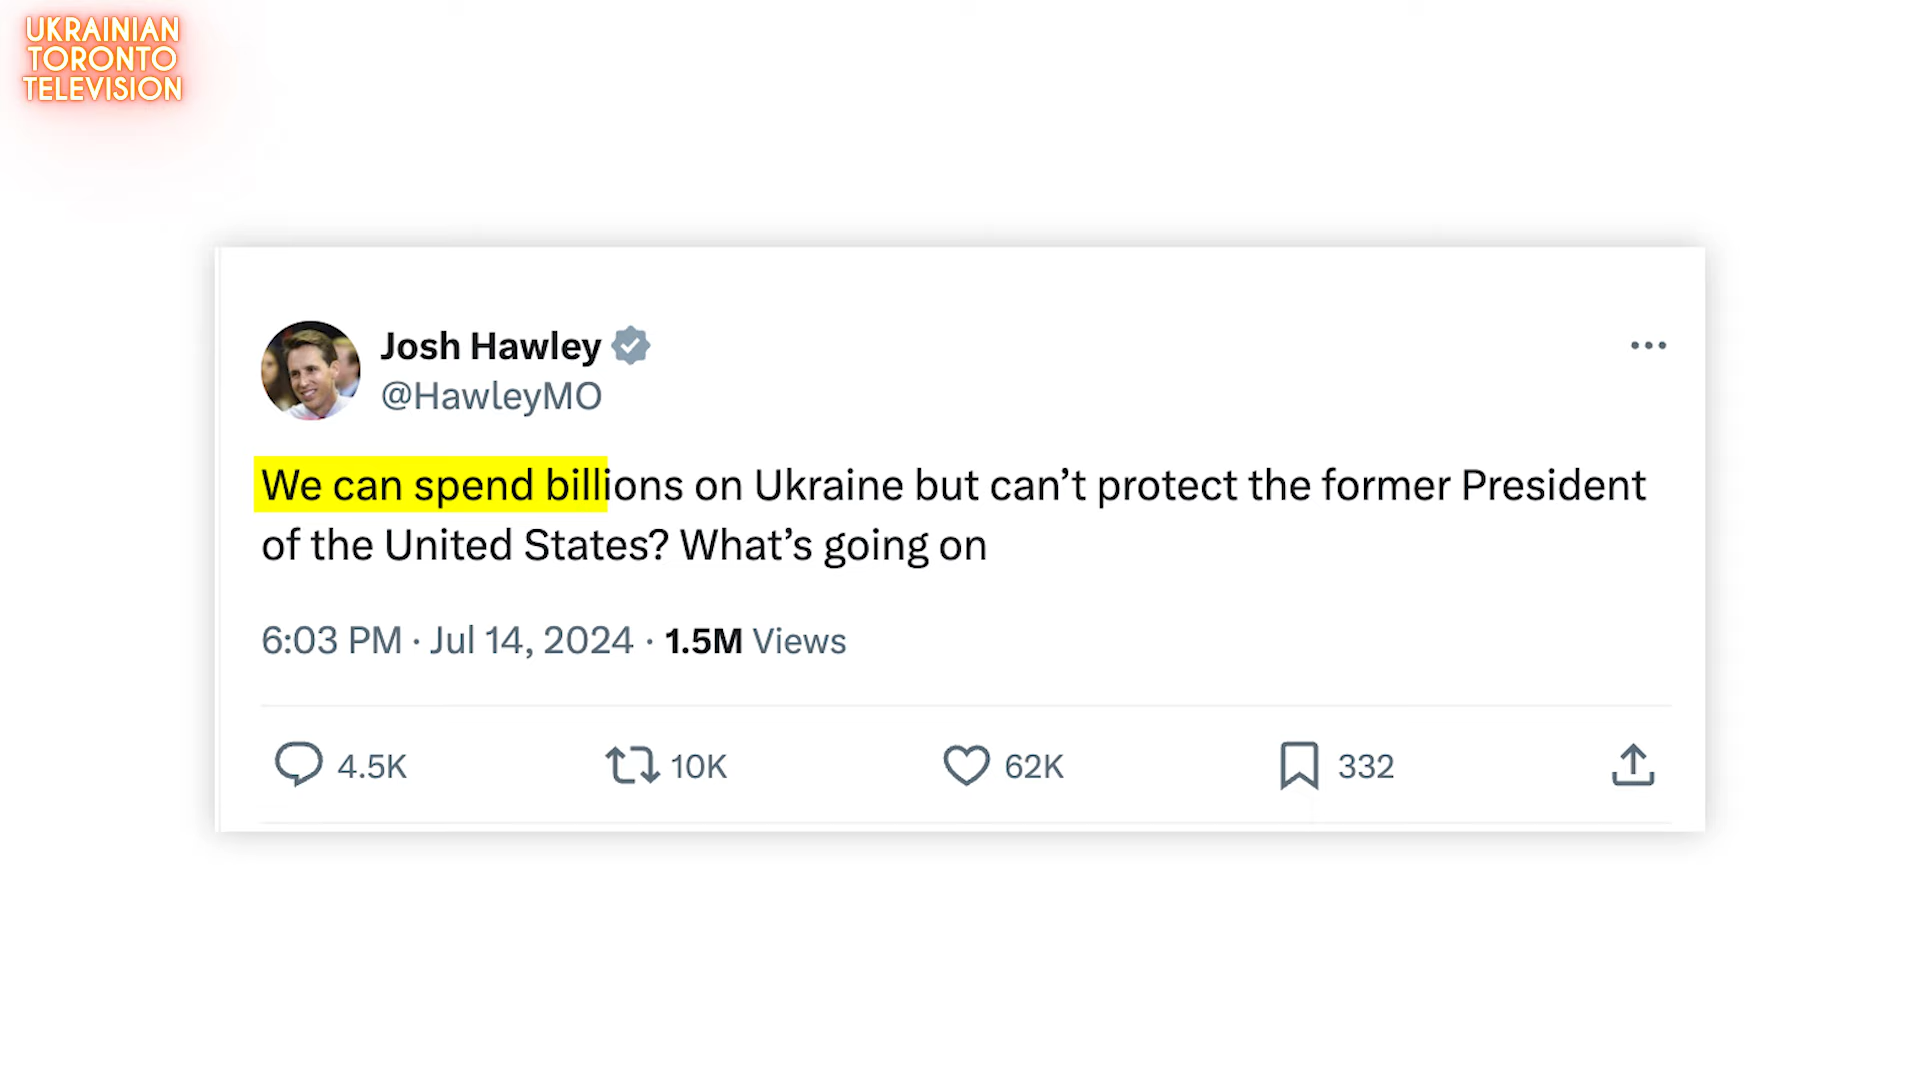 UKRAINIAN
TORONTO
TELEVISION
Josh Hawley
@HawleyMO
We can spend billions on Ukraine but can’t protect the former President
of the United States? What’s going on
6:03 PM · Jul 14, 2024 · 1.5M Views
4.5K 10K 62K 332